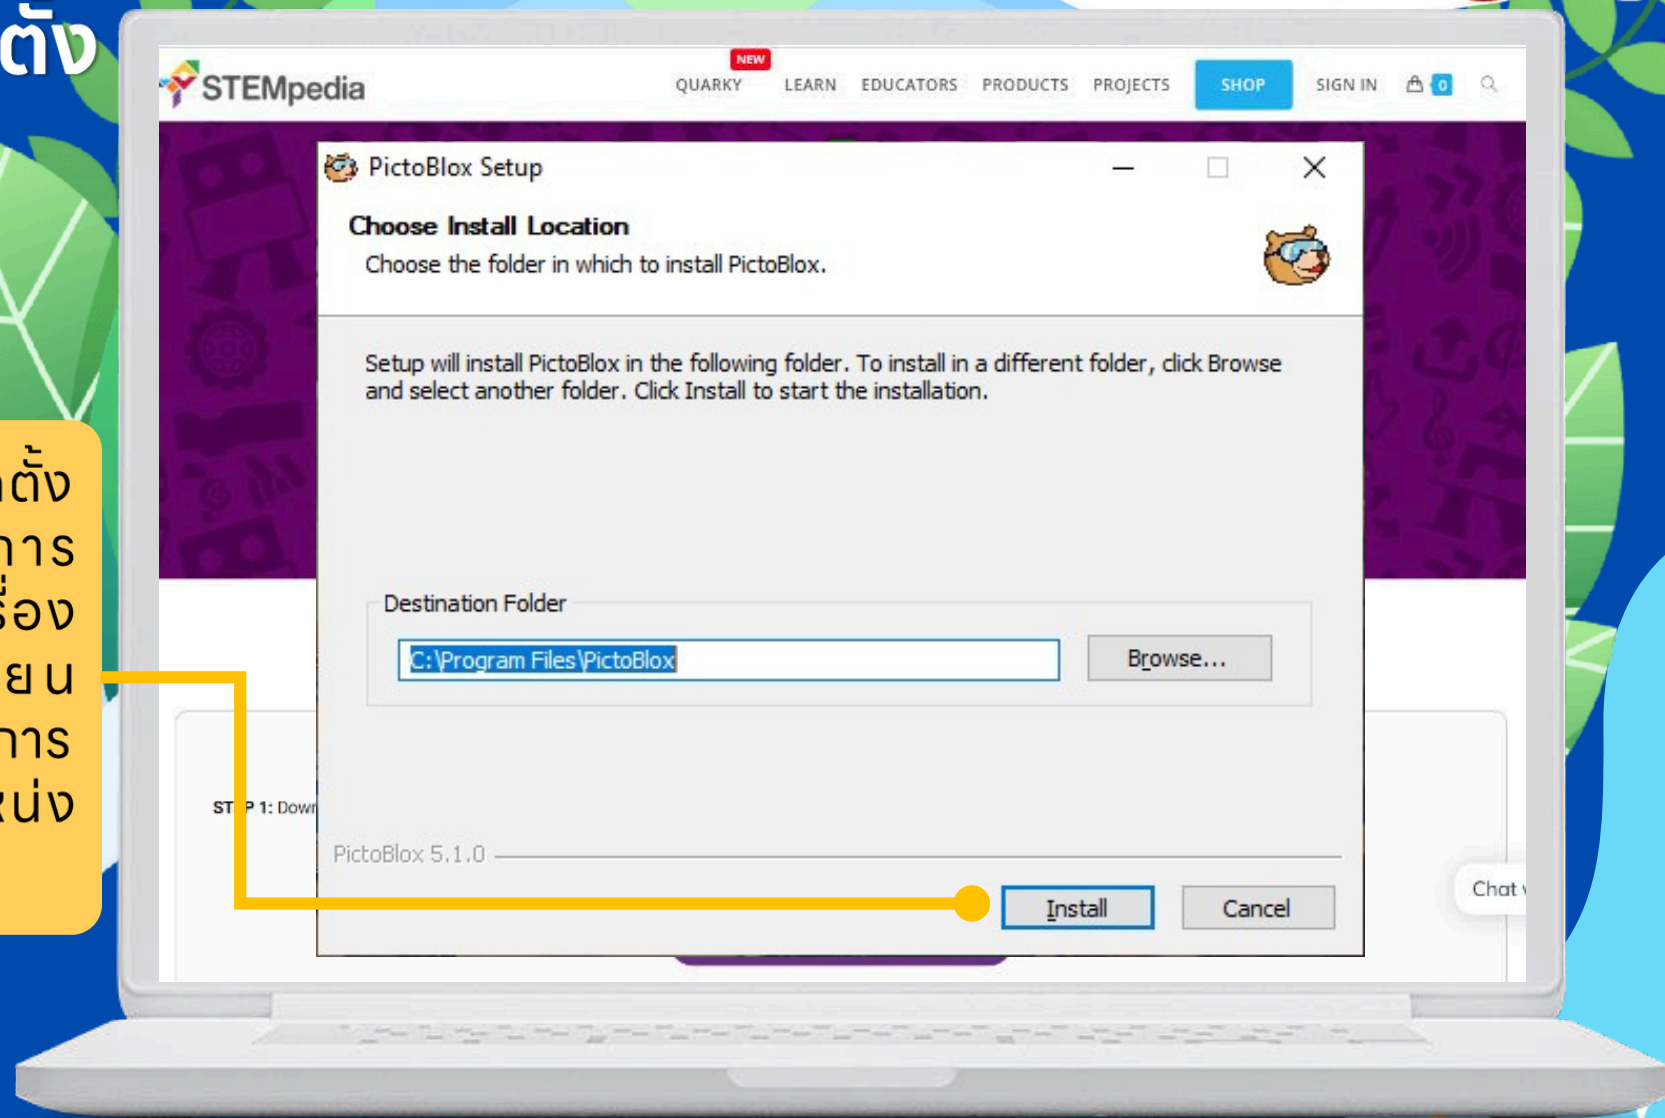 ตั้ง
STEMpedia
NEW
QUARKY LEARN EDUCATORS PRODUCTS PROJECTS SHOP SIGN IN 0
PictoBlox Setup
Choose Install Location
Choose the folder in which to install PictoBlox.
Setup will install PictoBlox in the following folder. To install in a different folder, click Browse
and select another folder. Click Install to start the installation.
ตั้ง
การ
รื่อง
ยน
การ
หน่ง
Destination Folder
C:\Program Files\PictoBlox
Browse...
STEP 1: Down
PictoBlox 5.1.0
Install Cancel
Chat